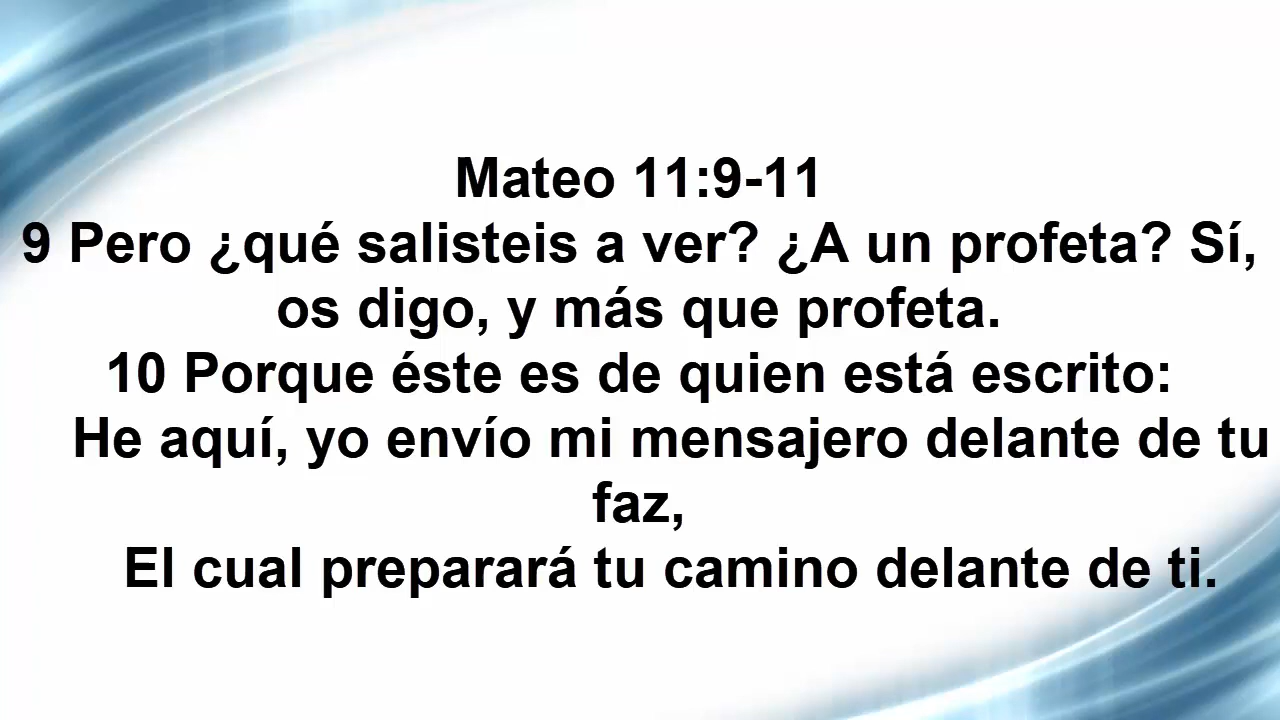 Mateo 11:9-11
9 Pero ¿qué salisteis a ver? ¿A un profeta? Sí,
os digo, y más que profeta.
10 Porque éste es de quien está escrito:
He aquí, yo envío mi mensajero delante de tu
faz,
El cual preparará tu camino delante de ti.